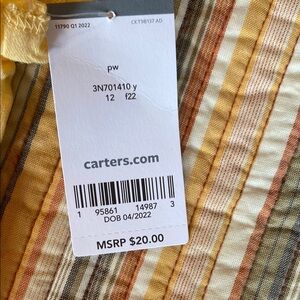 11790 Q1 2022
CKT38137 AD
pw
3N701410 y
12 f22
carters.com
1 95861 14987 3
DOB 04/2022
MSRP $20.00